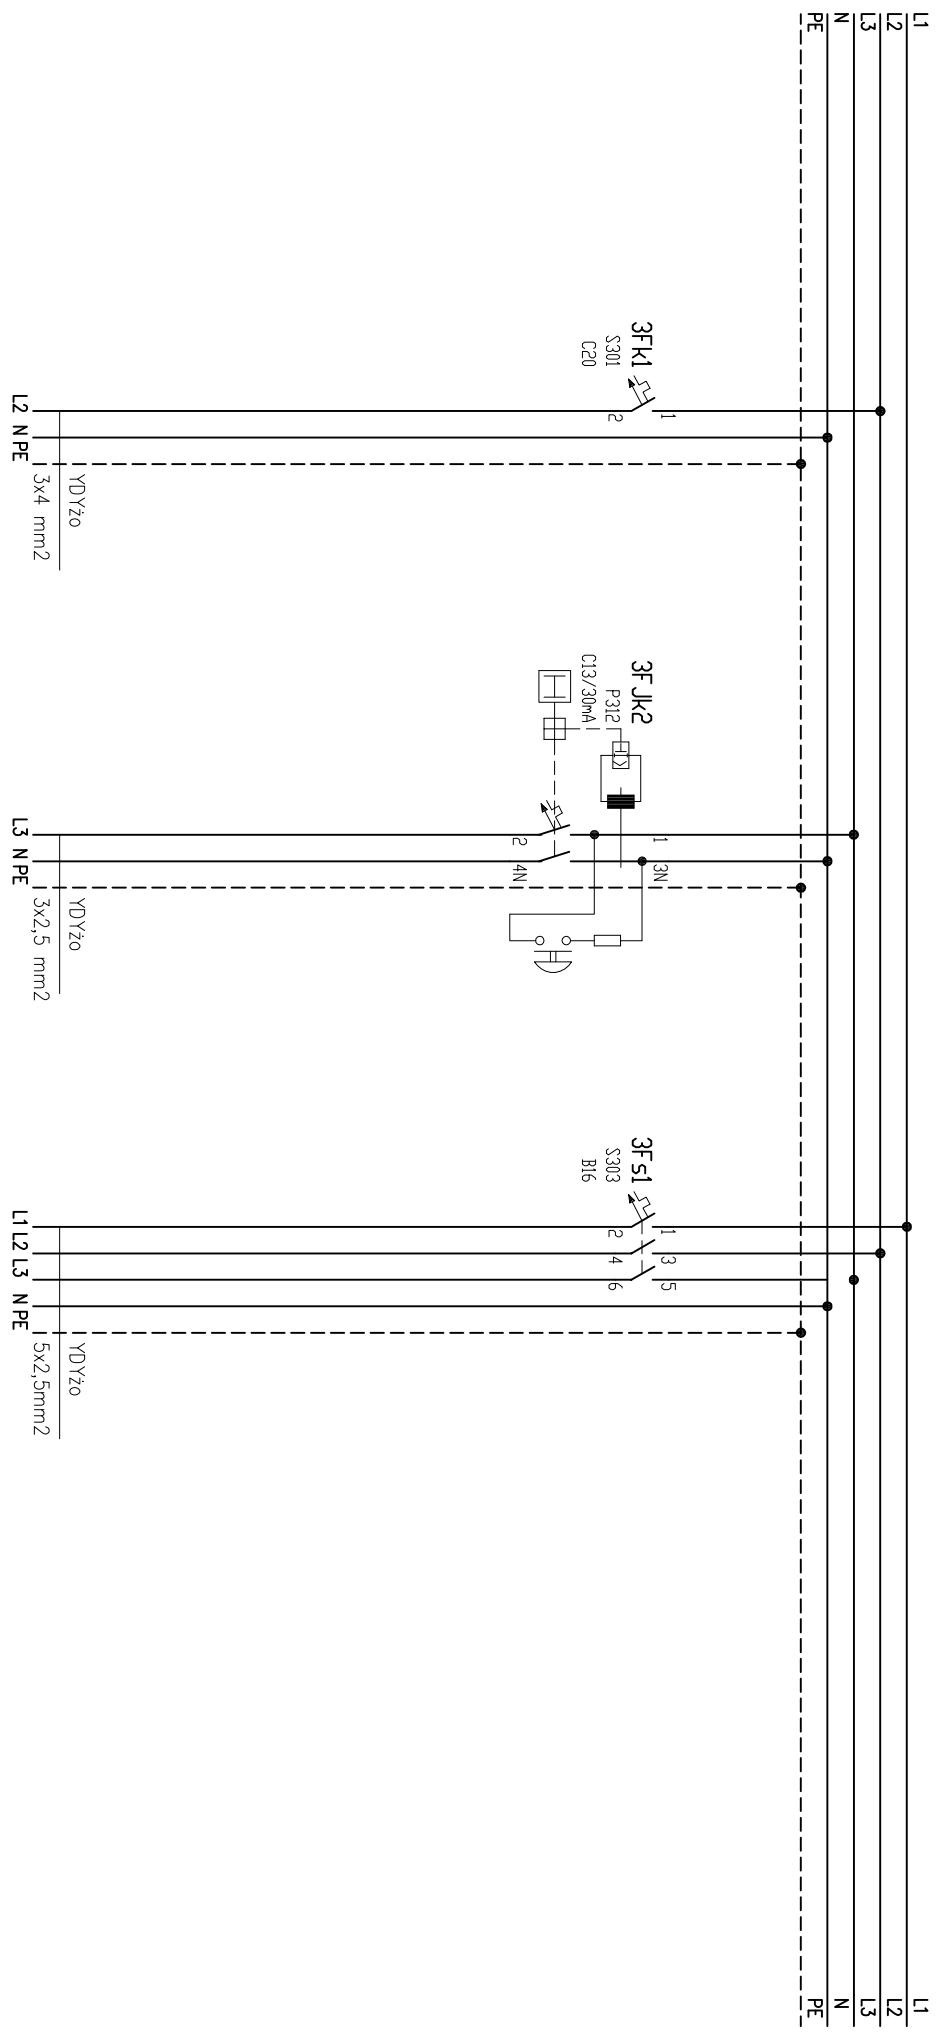 L1
L2
L3
N
PE
L1
L2
L3
N
PE
3Fk1
S301
C20
1
2
L2 N PE
YDYżo
3x4 mm2
3FJk2
P312
C13/30mA
1
3N
2
4N
L3 N PE
YDYżo
3x2,5 mm2
3Fs1
S303
B16
1
3
5
2
4
6
L1 L2 L3 N PE
YDYżo
5x2,5mm2